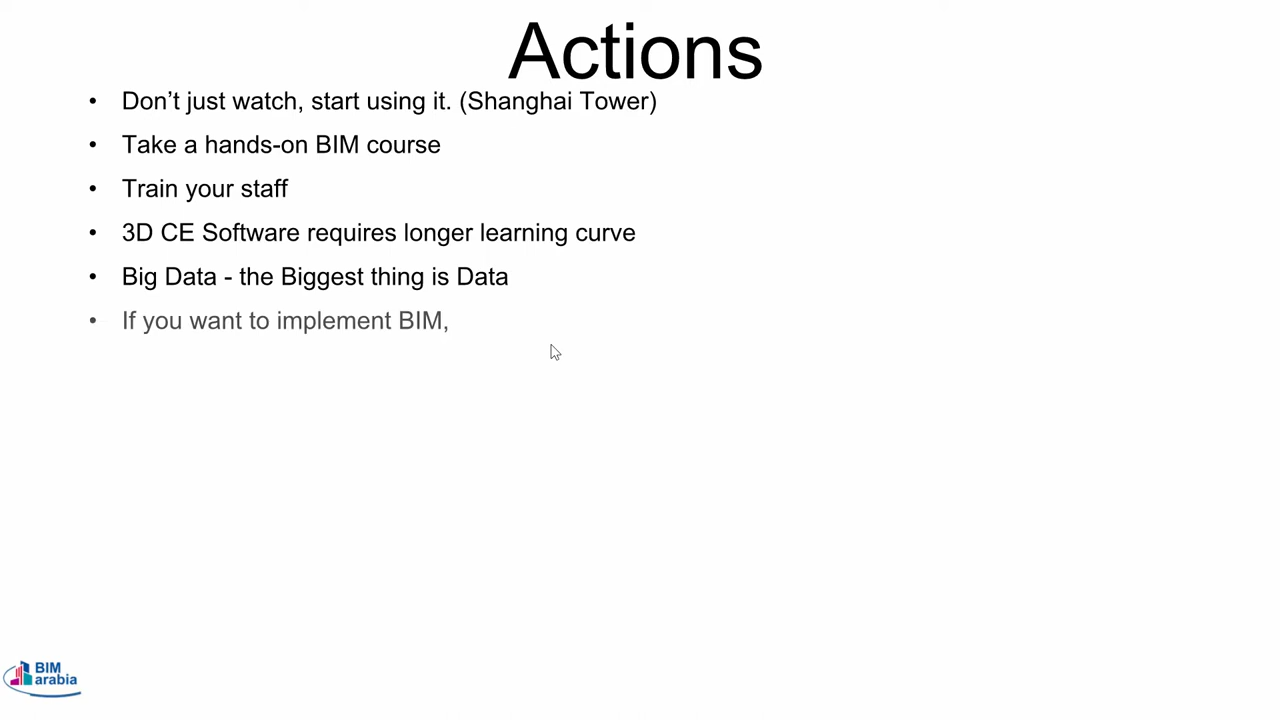 Actions
• Don’t just watch, start using it. (Shanghai Tower)
• Take a hands-on BIM course
• Train your staff
• 3D CE Software requires longer learning curve
• Big Data - the Biggest thing is Data
• If you want to implement BIM,
BIM
arabia